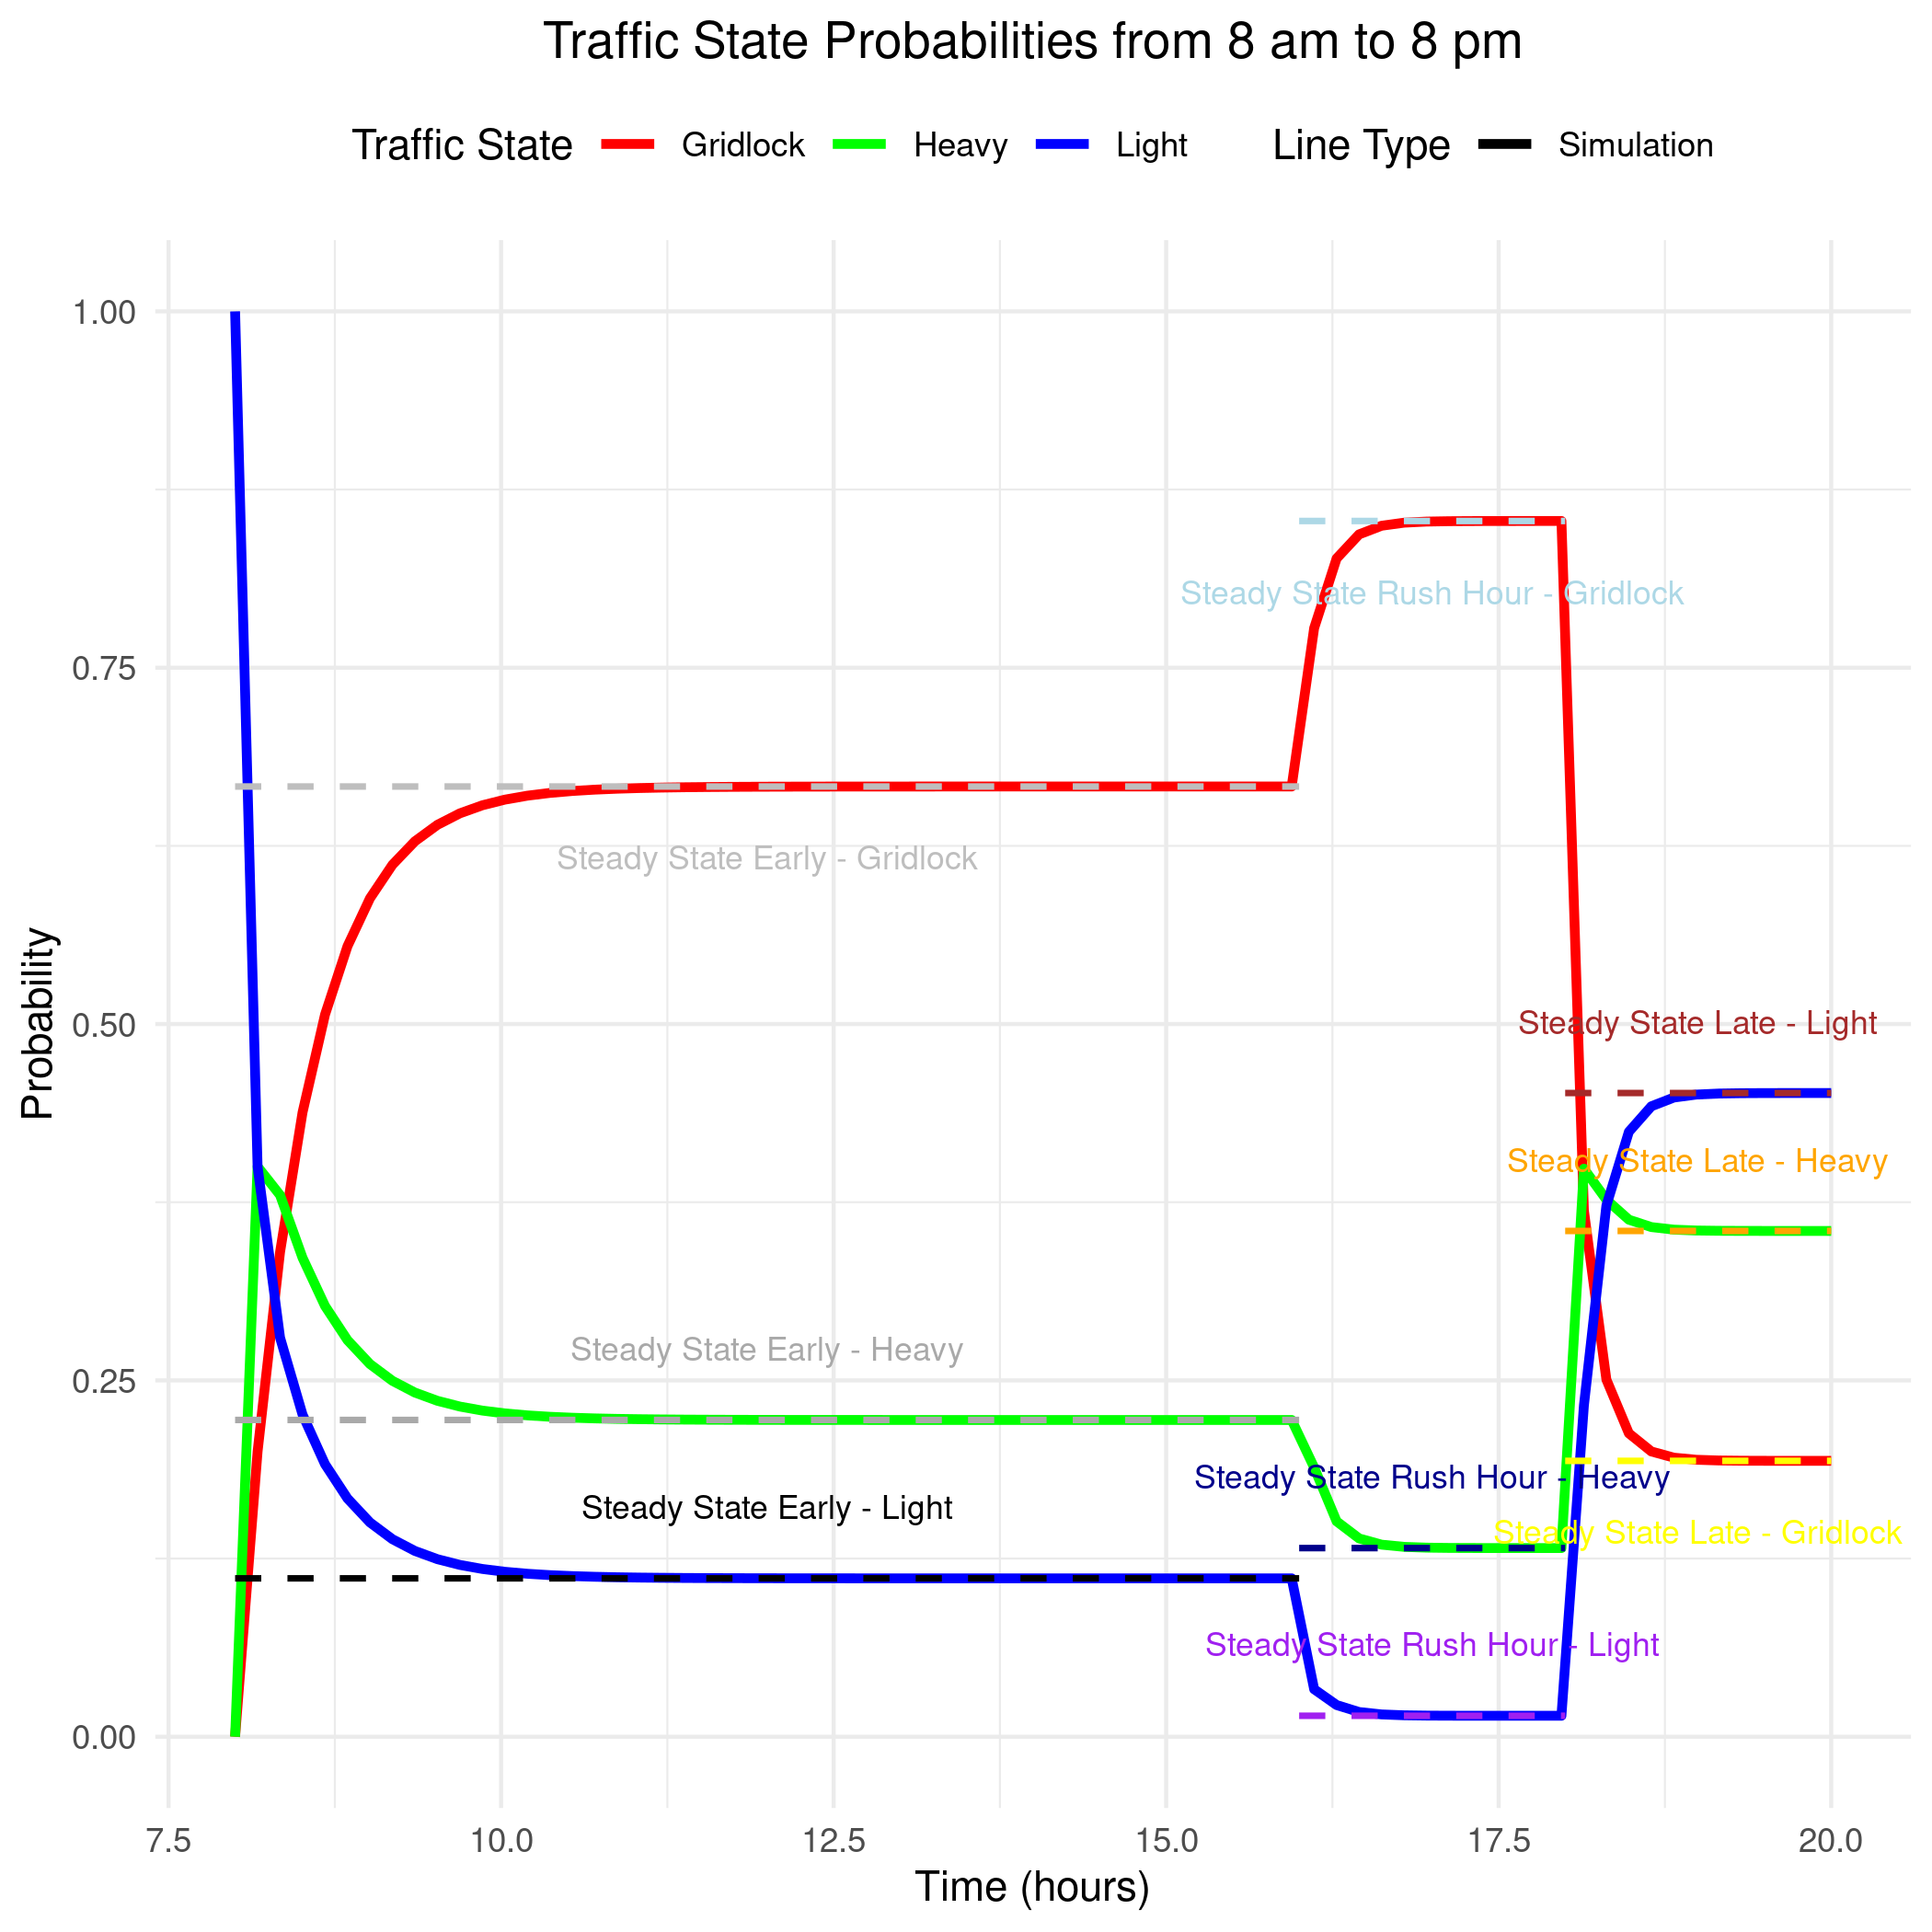 Traffic State Probabilities from 8 am to 8 pm
Traffic State Gridlock Heavy Light Line Type Simulation
1.00
Steady State Rush Hour - Gridlock
0.75
Steady State Early - Gridlock
Probability
0.50
Steady State Late - Light
Steady State Late - Heavy
Steady State Early - Heavy
0.25
Steady State Rush Hour - Heavy
Steady State Early - Light
Steady State Late - Gridlock
Steady State Rush Hour - Light
0.00
7.5 10.0 12.5 15.0 17.5 20.0
Time (hours)